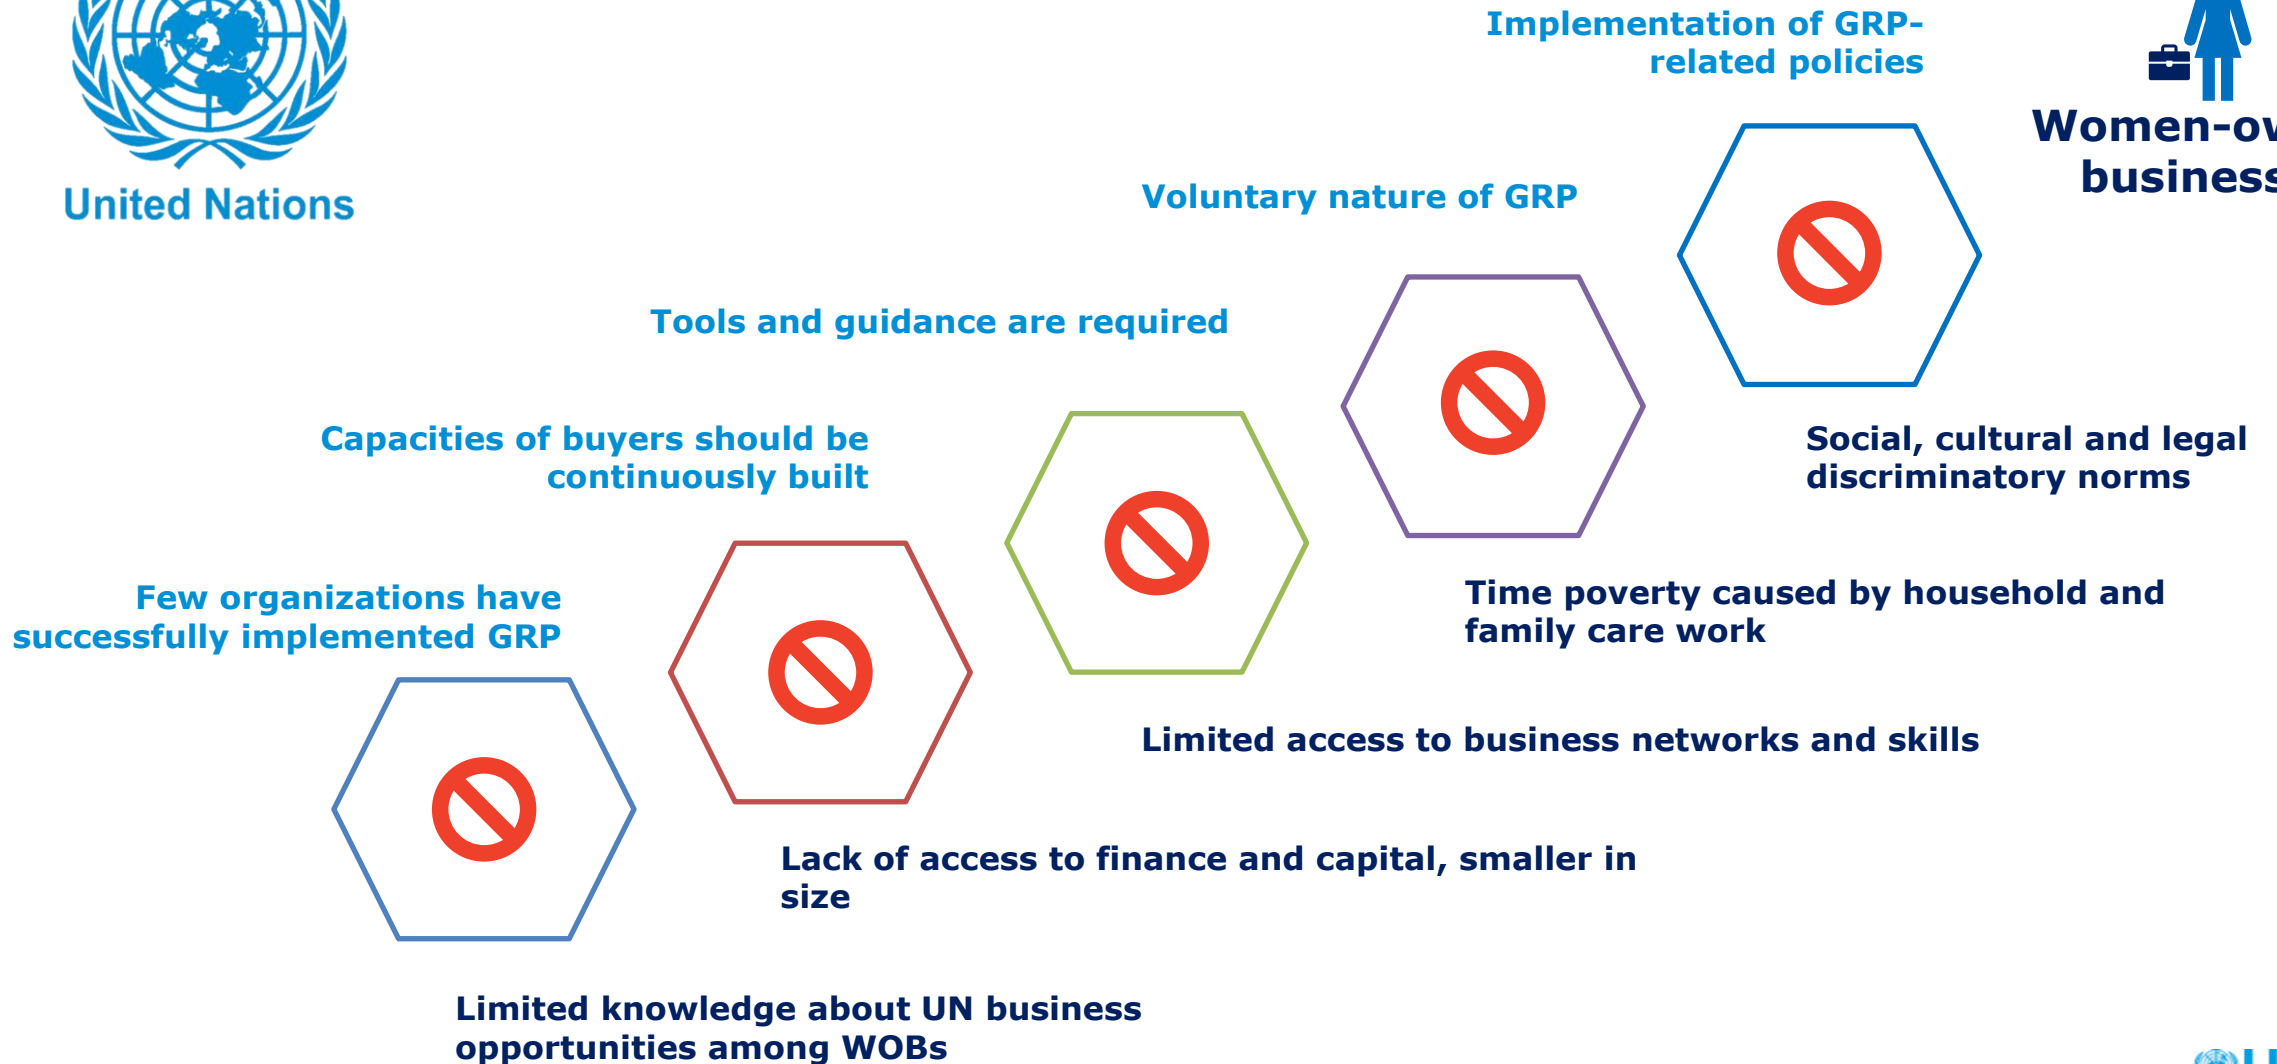 United Nations
Implementation of GRP-
related policies
business
Voluntary nature of GRP
Tools and guidance are required
Capacities of buyers should be
continuously built
Social, cultural and legal
discriminatory norms
Few organizations have
successfully implemented GRP
Time poverty caused by household and
family care work
Limited access to business networks and skills
Lack of access to finance and capital, smaller in
size
Limited knowledge about UN business
opportunities among WOBs